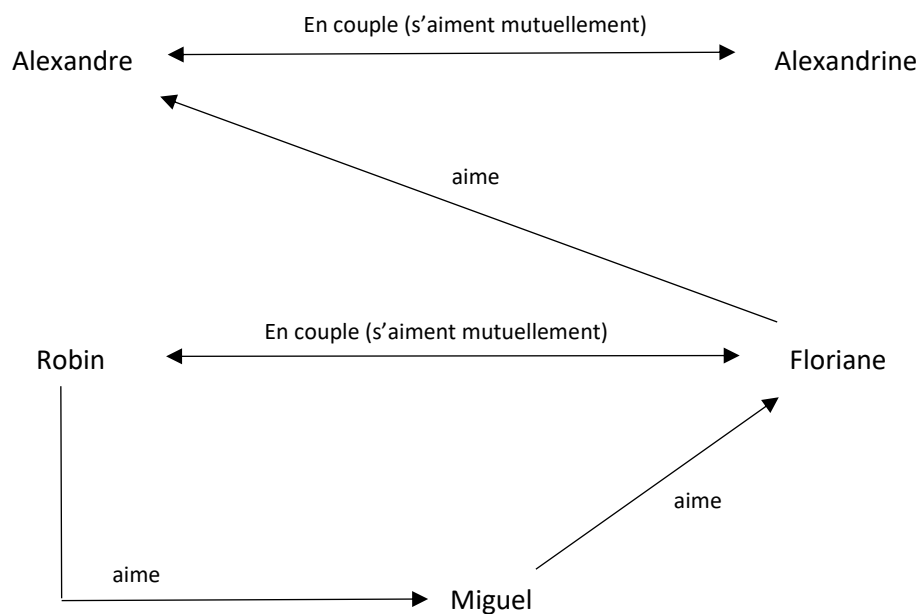 En couple (s’aiment mutuellement)
Alexandre
Alexandrine
aime
En couple (s’aiment mutuellement)
Robin
Floriane
aime
aime
Miguel